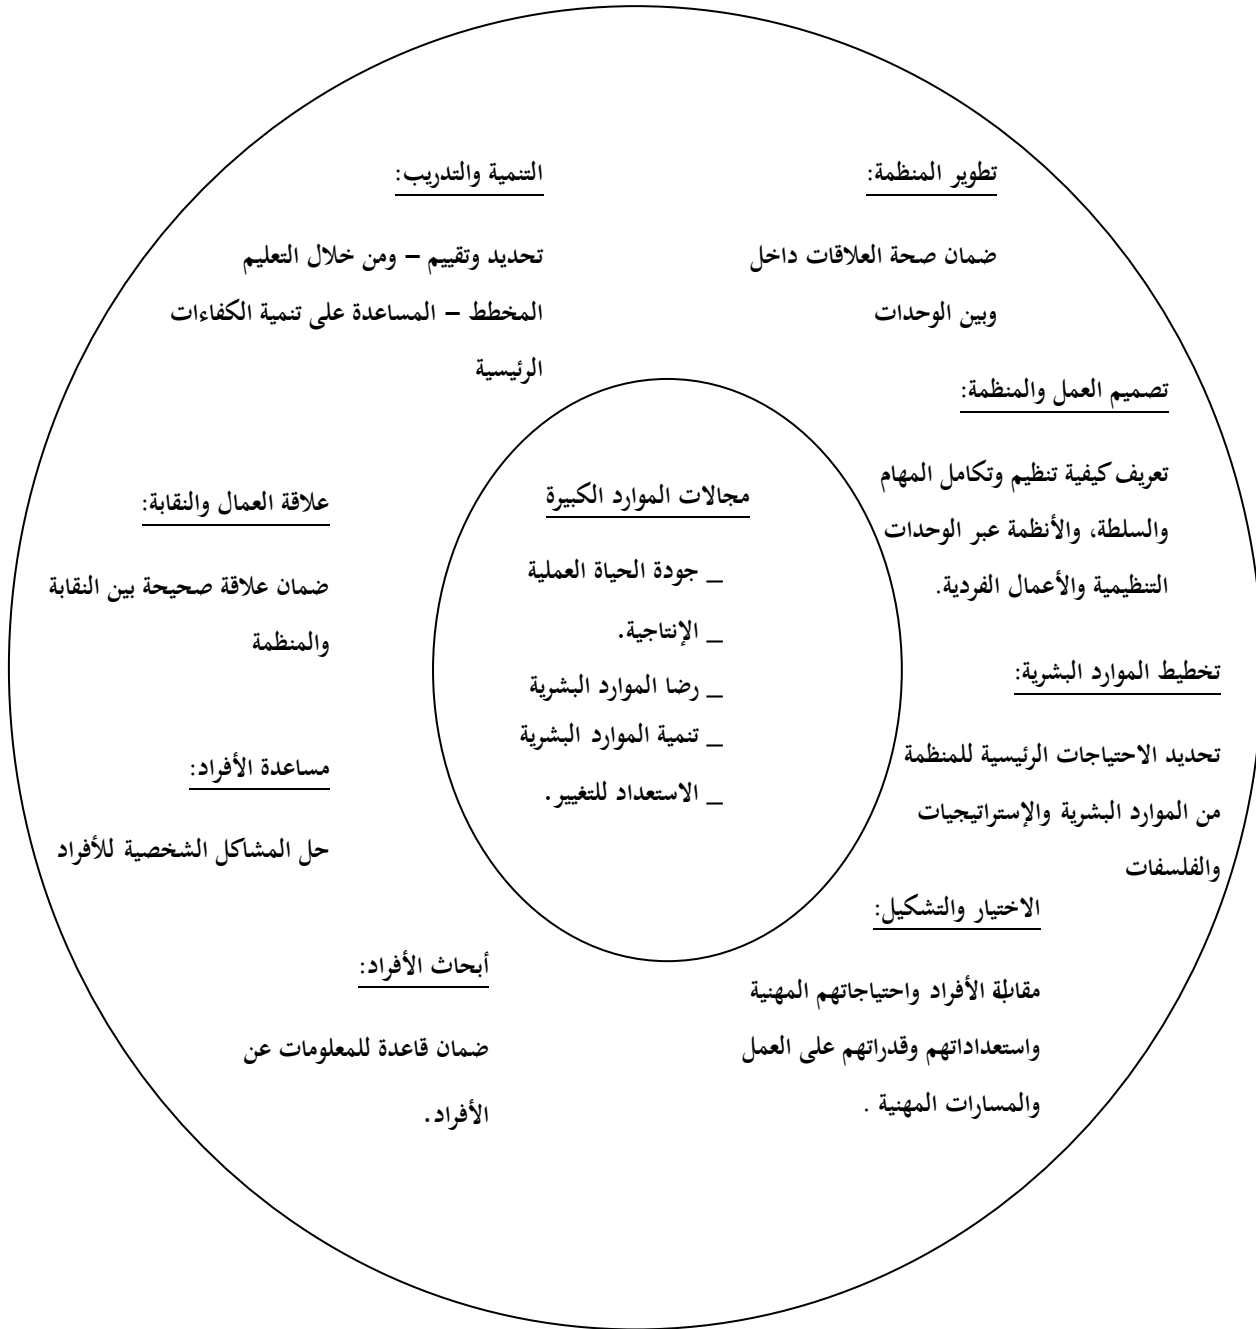 تطوير المنظمة:
ضمان صحة العلاقات داخل
وبين الوحدات
تصميم العمل والمنظمة:
تعريف كيفية تنظيم وتكامل المهام
والسلطة، والأنظمة عبر الوحدات
التنظيمية والأعمال الفردية.
تخطيط الموارد البشرية:
تحديد الاحتياجات الرئيسية للمنظمة
من الموارد البشرية والإستراتيجيات
والفلسفات
الاختيار والتشكيل:
مقابلة الأفراد واحتياجاتهم المهنية
واستعداداتهم وقدراتهم على العمل
والمسارات المهنية .
التنمية والتدريب:
تحديد وتقييم – ومن خلال التعليم
المخطط – المساعدة على تنمية الكفاءات
الرئيسية
علاقة العمال والنقابة:
ضمان علاقة صحيحة بين النقابة
والمنظمة
مساعدة الأفراد:
حل المشاكل الشخصية للأفراد
أبحاث الأفراد:
ضمان قاعدة للمعلومات عن
الأفراد.
مجالات الموارد الكبيرة
_ جودة الحياة العملية
_ الإنتاجية.
_ رضا الموارد البشرية
_ تنمية الموارد البشرية
_ الاستعداد للتغيير.